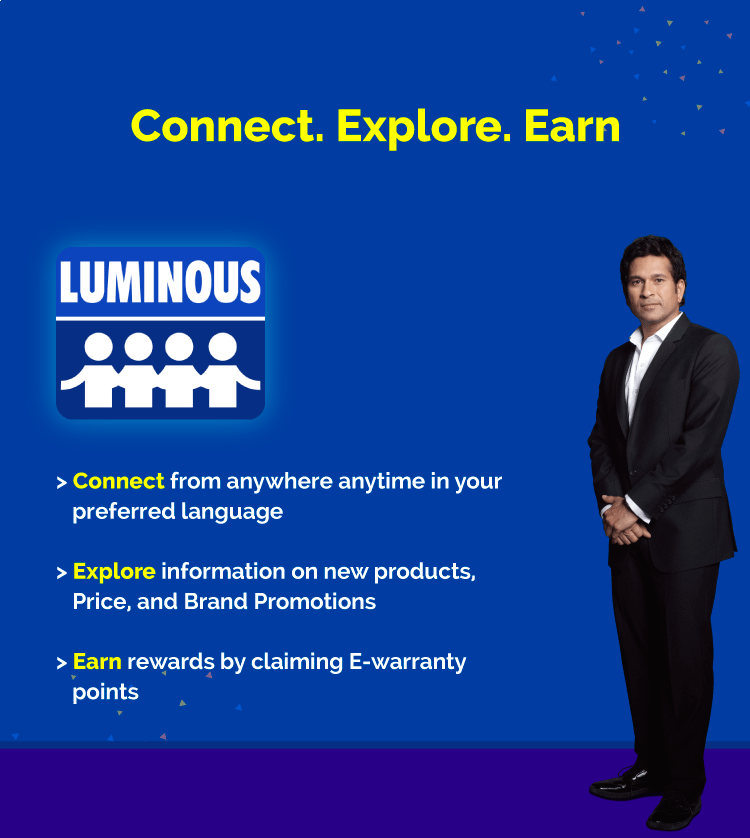 Connect. Explore. Earn
LUMINOUS
> Connect from anywhere anytime in your
preferred language
> Explore information on new products,
Price, and Brand Promotions
> Earn rewards by claiming E-warranty
points